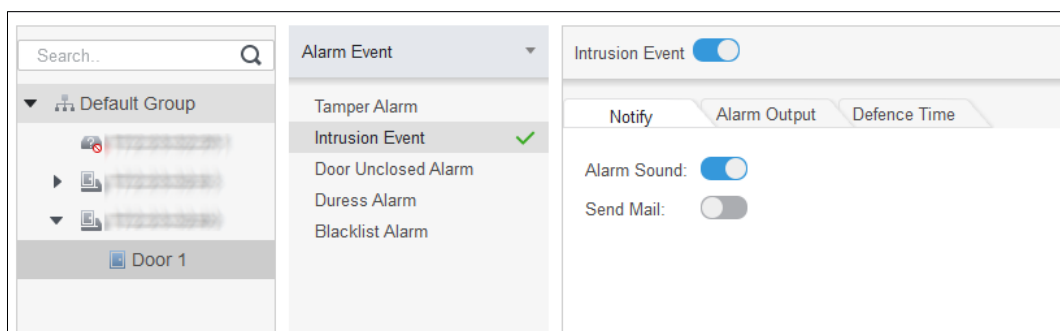 Search..
Default Group
Door 1
Alarm Event
Tamper Alarm
Intrusion Event
Door Unclosed Alarm
Duress Alarm
Blacklist Alarm
Intrusion Event
Notify
Alarm Output
Defence Time
Alarm Sound:
Send Mail: